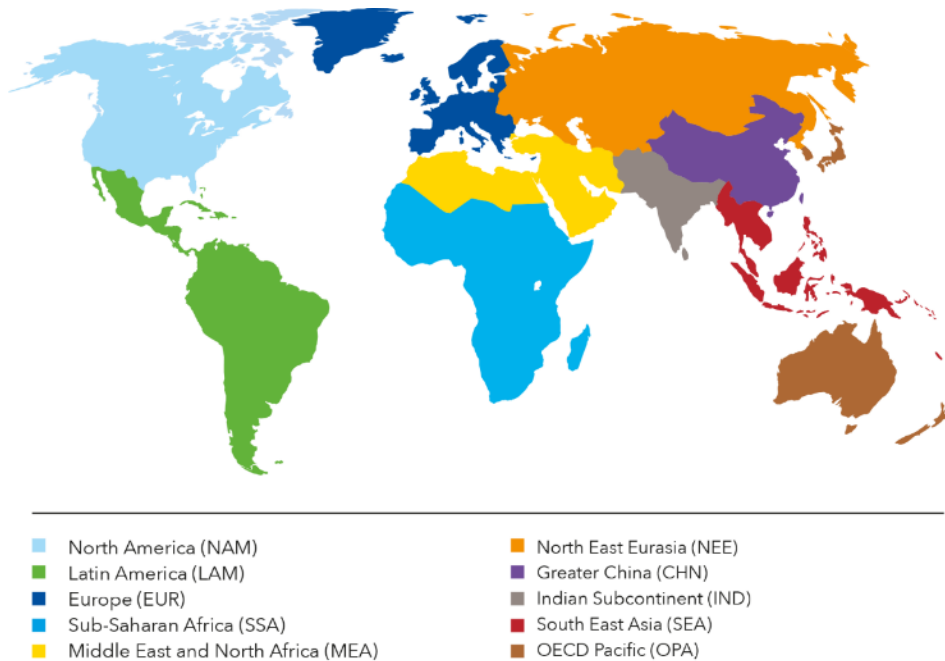 North America (NAM)
Latin America (LAM)
Europe (EUR)
Sub-Saharan Africa (SSA)
Middle East and North Africa (MEA)
North East Eurasia (NEE)
Greater China (CHN)
Indian Subcontinent (IND)
South East Asia (SEA)
OECD Pacific (OPA)